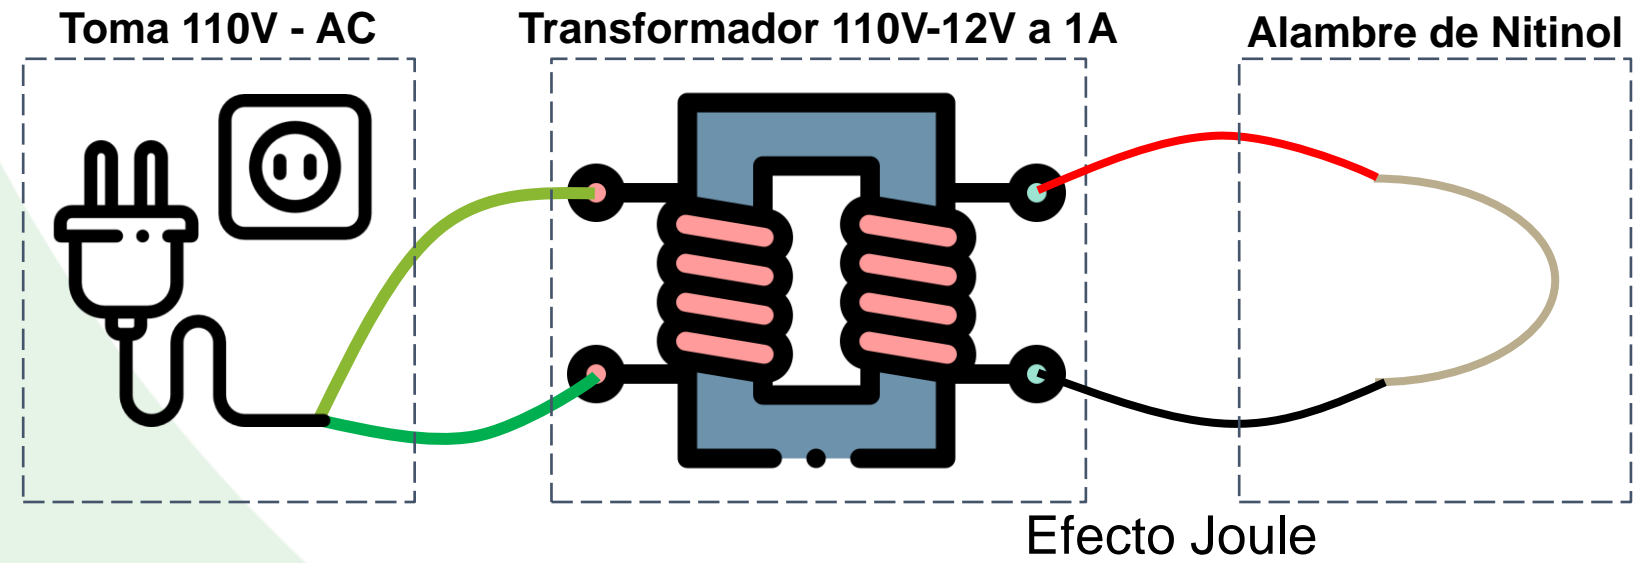 Toma 110V - AC
Transformador 110V-12V a 1A
Alambre de Nitinol
Efecto Joule